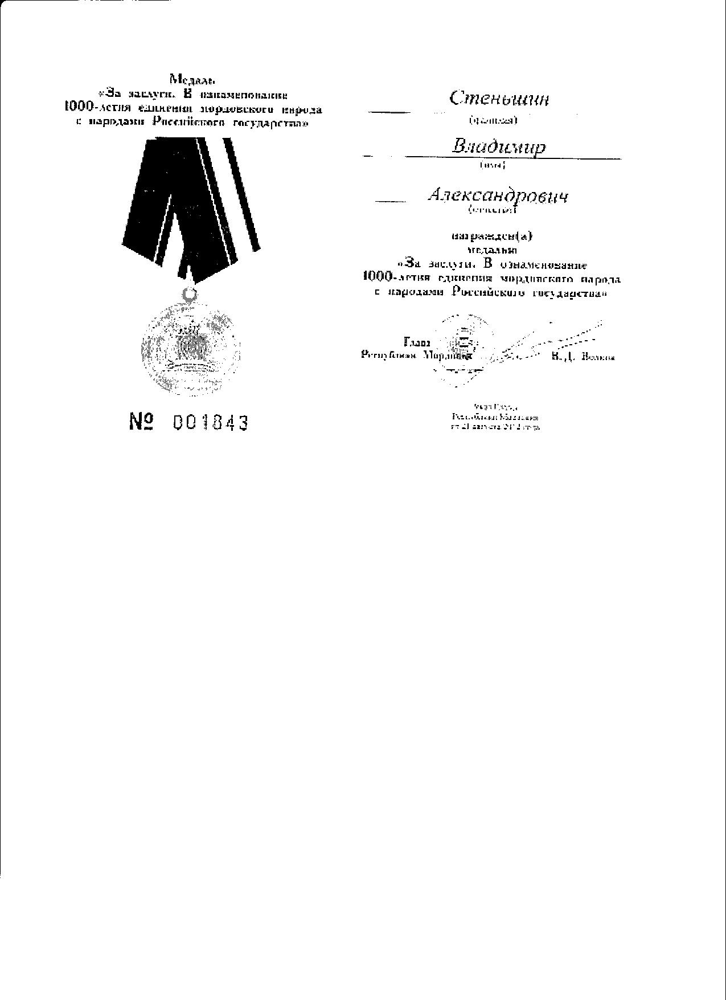 Медаль
«За заслуги. В ознаменование
1000-летия единения мордовского народа
с народами Российского государства»
№ 001843
Стеньшин
(фамилия)
Владимир
(имя)
Александрович
(отчество)
награжден(а)
медалью
«За заслуги. В ознаменование
1000-летия единения мордовского народа
с народами Российского государства»
Глава
Республики Мордовия
В.Д. Волков
Указ Главы
Республики Мордовия
от 21 августа 2012 года